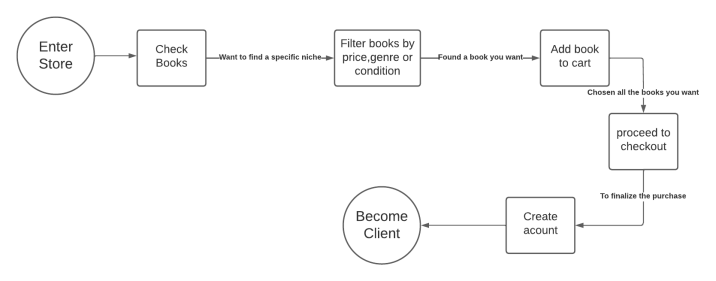 Enter
Store
Check
Books
Want to find a specific niche
Filter books by
price,genre or
condition
Found a book you want
Add book
to cart
Chosen all the books you want
proceed to
checkout
To finalize the purchase
Create
acount
Become
Client